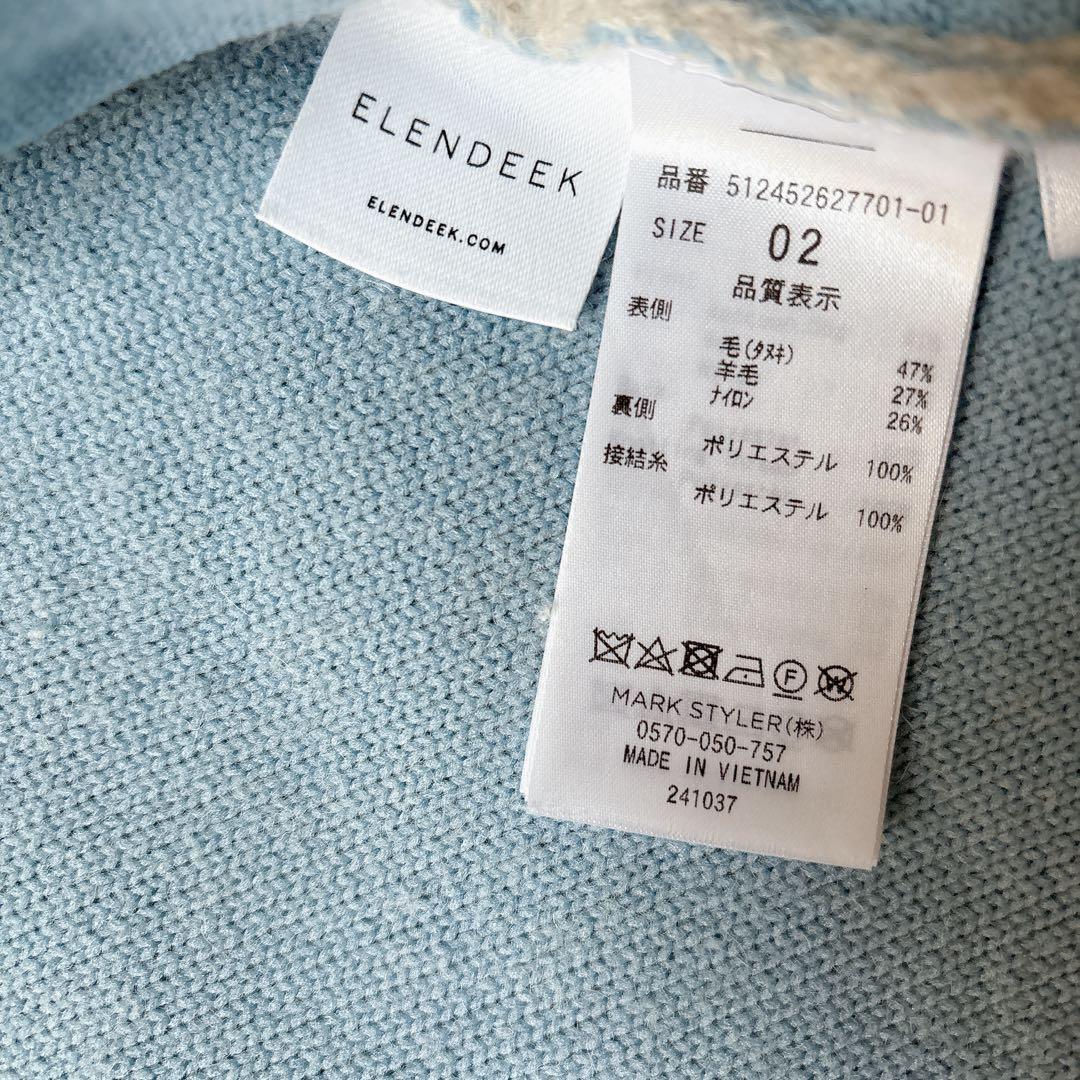 ELENDEEK
ELENDEEK.COM
品番 512452627701-01
SIZE 02
品質表示
表側
毛(タヌキ) 47%
羊毛 27%
ナイロン 26%
裏側
ポリエステル 100%
接結糸
ポリエステル 100%
MARK STYLER(株)
0570-050-757
MADE IN VIETNAM
241037